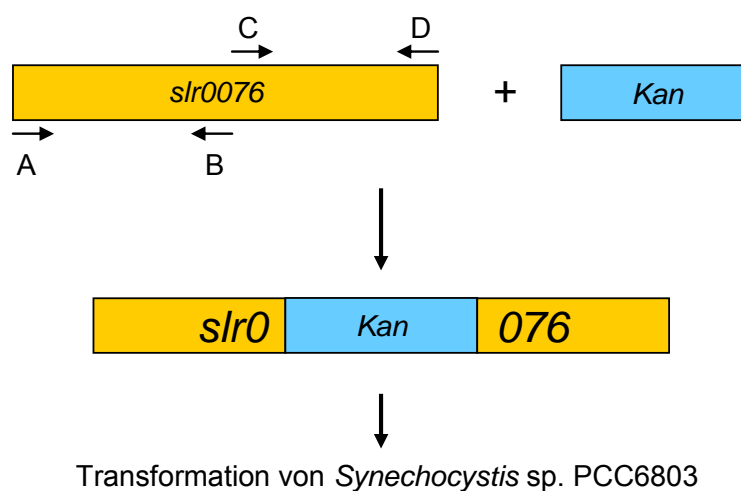 C D
slr0076 + Kan
A B
slr0 Kan 076
Transformation von Synechocystis sp. PCC6803